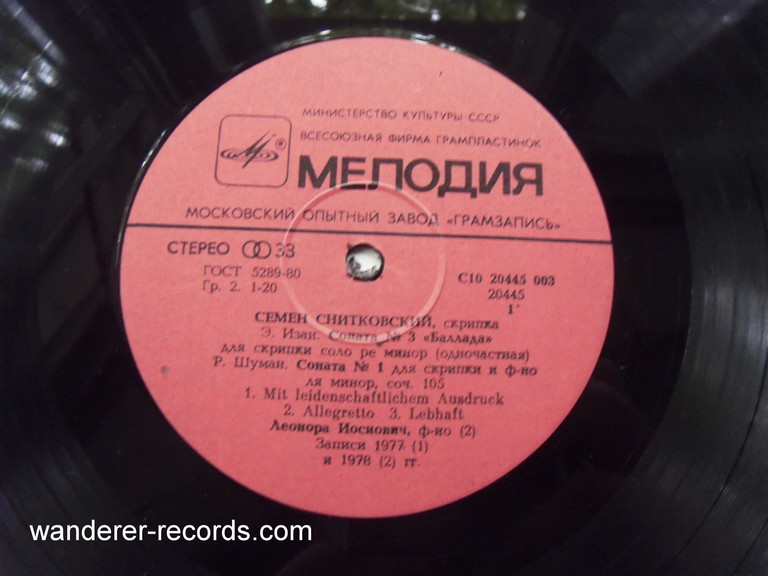 МИНИСТЕРСТВО КУЛЬТУРЫ СССР
ВСЕСОЮЗНАЯ ФИРМА ГРАМПЛАСТИНОК
МЕЛОДИЯ
МОСКОВСКИЙ ОПЫТНЫЙ ЗАВОД «ГРАМЗАПИСЬ»
СТЕРЕО 33
ГОСТ 5289-80
Гр. 2. 1-20
С10 20445 003
20445
1
СЕМЕН СНИТКОВСКИЙ, скрипка
Э. Изаи. Соната № 3 «Баллада»
для скрипки соло ре минор (одночастная)
Р. Шуман. Соната № 1 для скрипки и ф-но
ля минор, соч. 105
1. Mit leidenschaftlichem Ausdruck
2. Allegretto 3. Lebhaft
Леонора Иосиович, ф-но (2)
Записи 1977 (1)
и 1978 (2) гг.
wanderer-records.com